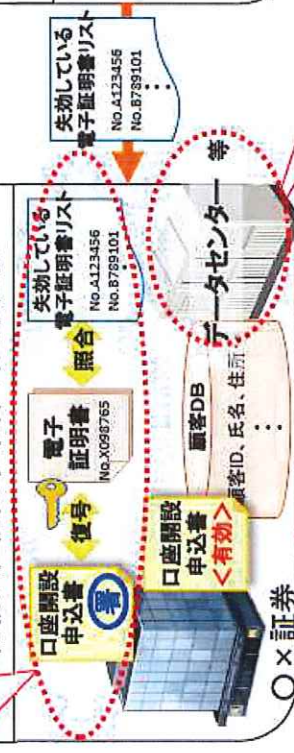 失効している
電子証明書リスト
No.A123456
No.B789101
⋮
失効している
電子証明書リスト
No.A123456
No.B789101
⋮
照合
電子
証明書
No.X098765
復号
口座開設
申込書
署
口座開設
申込書
<有効>
データセンター 等
顧客DB
顧客ID、氏名、住所
⋮
○×証券